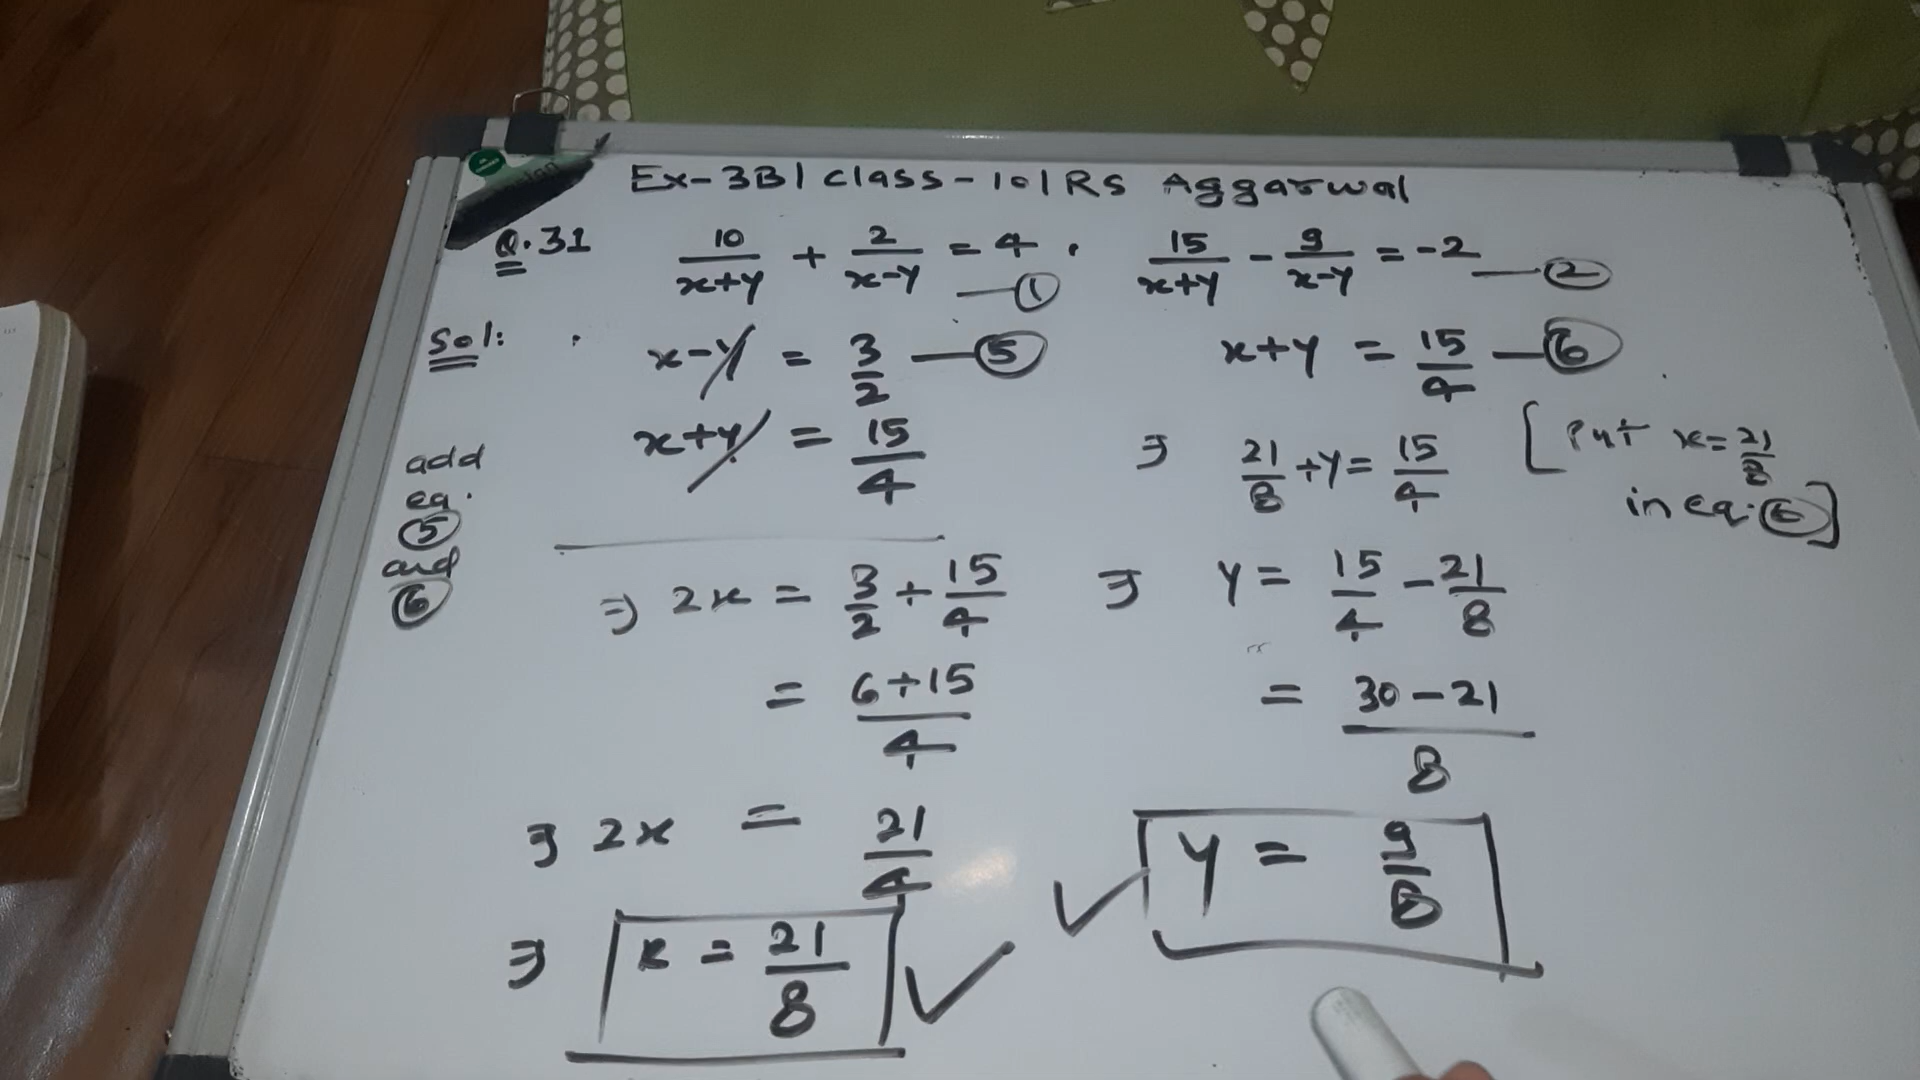 Ex-3B | class-10 | RS Aggarwal
Q.31 10/(x+y) + 2/(x-y) = 4 , —① 15/(x+y) - 9/(x-y) = -2 —②
Sol:
x-y = 3/2 —⑤
x+y = 15/4
add eq. ⑤ and ⑥
⇒ 2x = 3/2 + 15/4
= (6+15)/4
⇒ 2x = 21/4
⇒ x = 21/8 ✓
x+y = 15/4 —⑥
⇒ 21/8 + y = 15/4 [Put x = 21/8 in eq. ⑥]
⇒ y = 15/4 - 21/8
= (30-21)/8
✓ y = 9/8